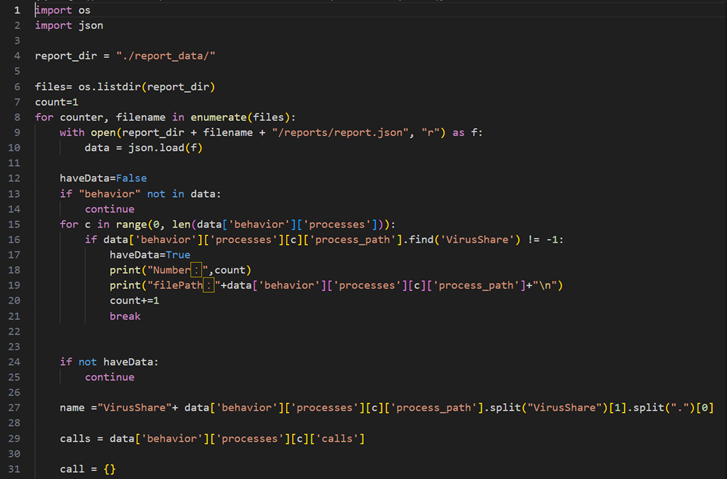 1 import os
2 import json
3
4 report_dir = "./report_data/"
5
6 files= os.listdir(report_dir)
7 count=1
8 for counter, filename in enumerate(files):
9     with open(report_dir + filename + "/reports/report.json", "r") as f:
10         data = json.load(f)
11
12     haveData=False
13     if "behavior" not in data:
14         continue
15     for c in range(0, len(data['behavior']['processes'])):
16         if data['behavior']['processes'][c]['process_path'].find('VirusShare') != -1:
17             haveData=True
18             print("Number：",count)
19             print("filePath："+data['behavior']['processes'][c]['process_path']+"\n")
20             count+=1
21             break
22
23
24     if not haveData:
25         continue
26
27     name ="VirusShare"+ data['behavior']['processes'][c]['process_path'].split("VirusShare")[1].split(".")[0]
28
29     calls = data['behavior']['processes'][c]['calls']
30
31     call = {}